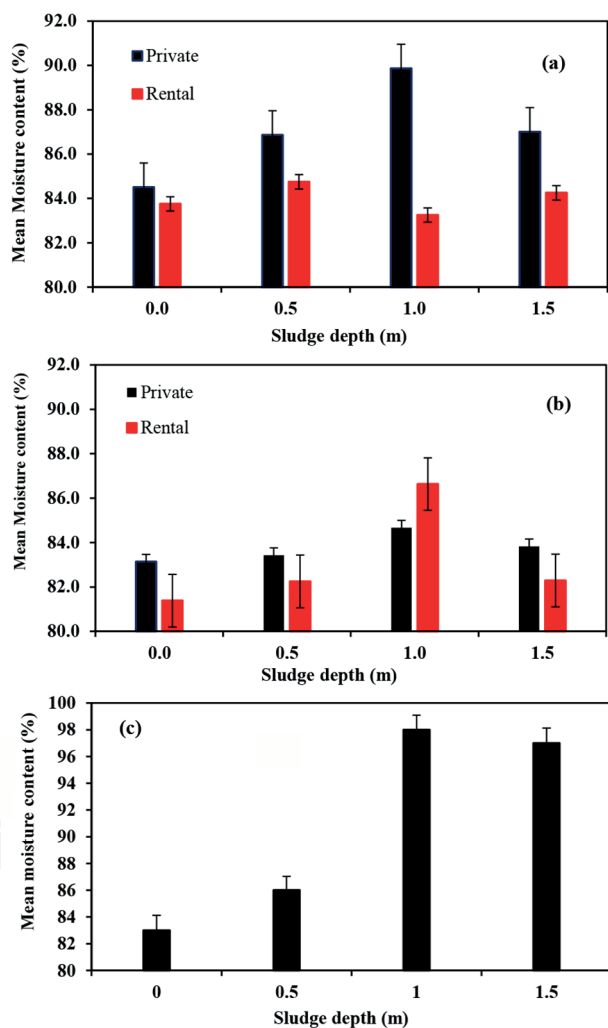 92.0
90.0
88.0
86.0
84.0
82.0
80.0
Mean Moisture content (%)
Private
Rental
(a)
0.0 0.5 1.0 1.5
Sludge depth (m)
92.0
90.0
88.0
86.0
84.0
82.0
80.0
Mean Moisture content (%)
Private
Rental
(b)
0.0 0.5 1.0 1.5
Sludge depth (m)
100
98
96
94
92
90
88
86
84
82
80
Mean moisture content (%)
(c)
0 0.5 1 1.5
Sludge depth (m)